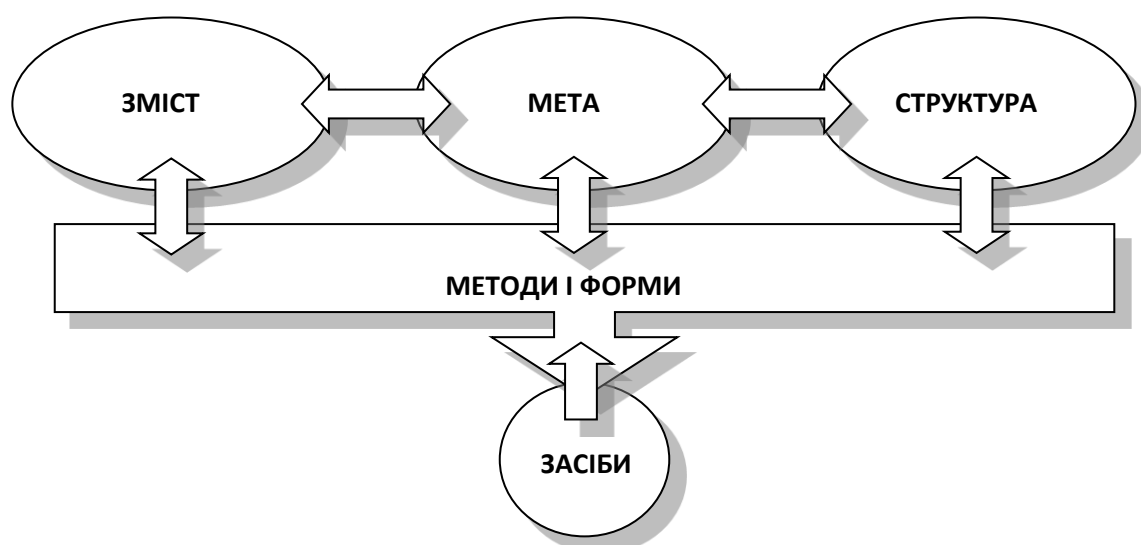 ЗМІСТ
МЕТА
СТРУКТУРА
МЕТОДИ І ФОРМИ
ЗАСІБИ